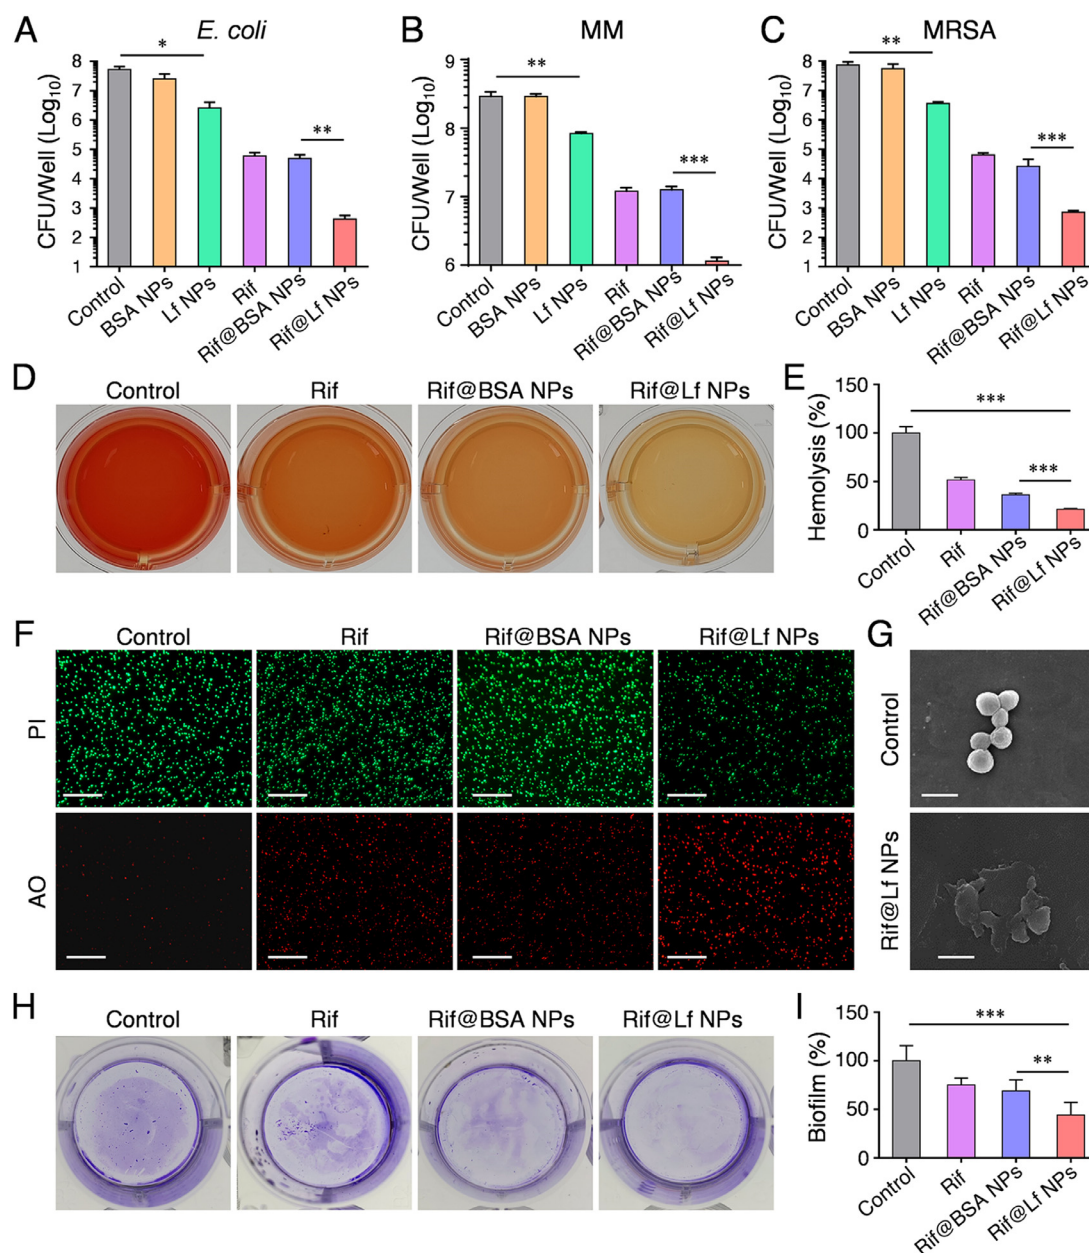 A
E. coli
*
**
CFU/Well (Log10)
8
7
6
5
4
3
2
1
Control
BSA NPs
Lf NPs
Rif
Rif@BSA NPs
Rif@Lf NPs
B
MM
**
***
CFU/Well (Log10)
9
8
7
6
Control
BSA NPs
Lf NPs
Rif
Rif@BSA NPs
Rif@Lf NPs
C
MRSA
**
***
CFU/Well (Log10)
8
7
6
5
4
3
2
1
Control
BSA NPs
Lf NPs
Rif
Rif@BSA NPs
Rif@Lf NPs
D
Control
Rif
Rif@BSA NPs
Rif@Lf NPs
E
***
***
Hemolysis (%)
150
100
50
0
Control
Rif
Rif@BSA NPs
Rif@Lf NPs
F
Control
Rif
Rif@BSA NPs
Rif@Lf NPs
PI
AO
G
Control
Rif@Lf NPs
H
Control
Rif
Rif@BSA NPs
Rif@Lf NPs
I
***
**
Biofilm (%)
150
100
50
0
Control
Rif
Rif@BSA NPs
Rif@Lf NPs